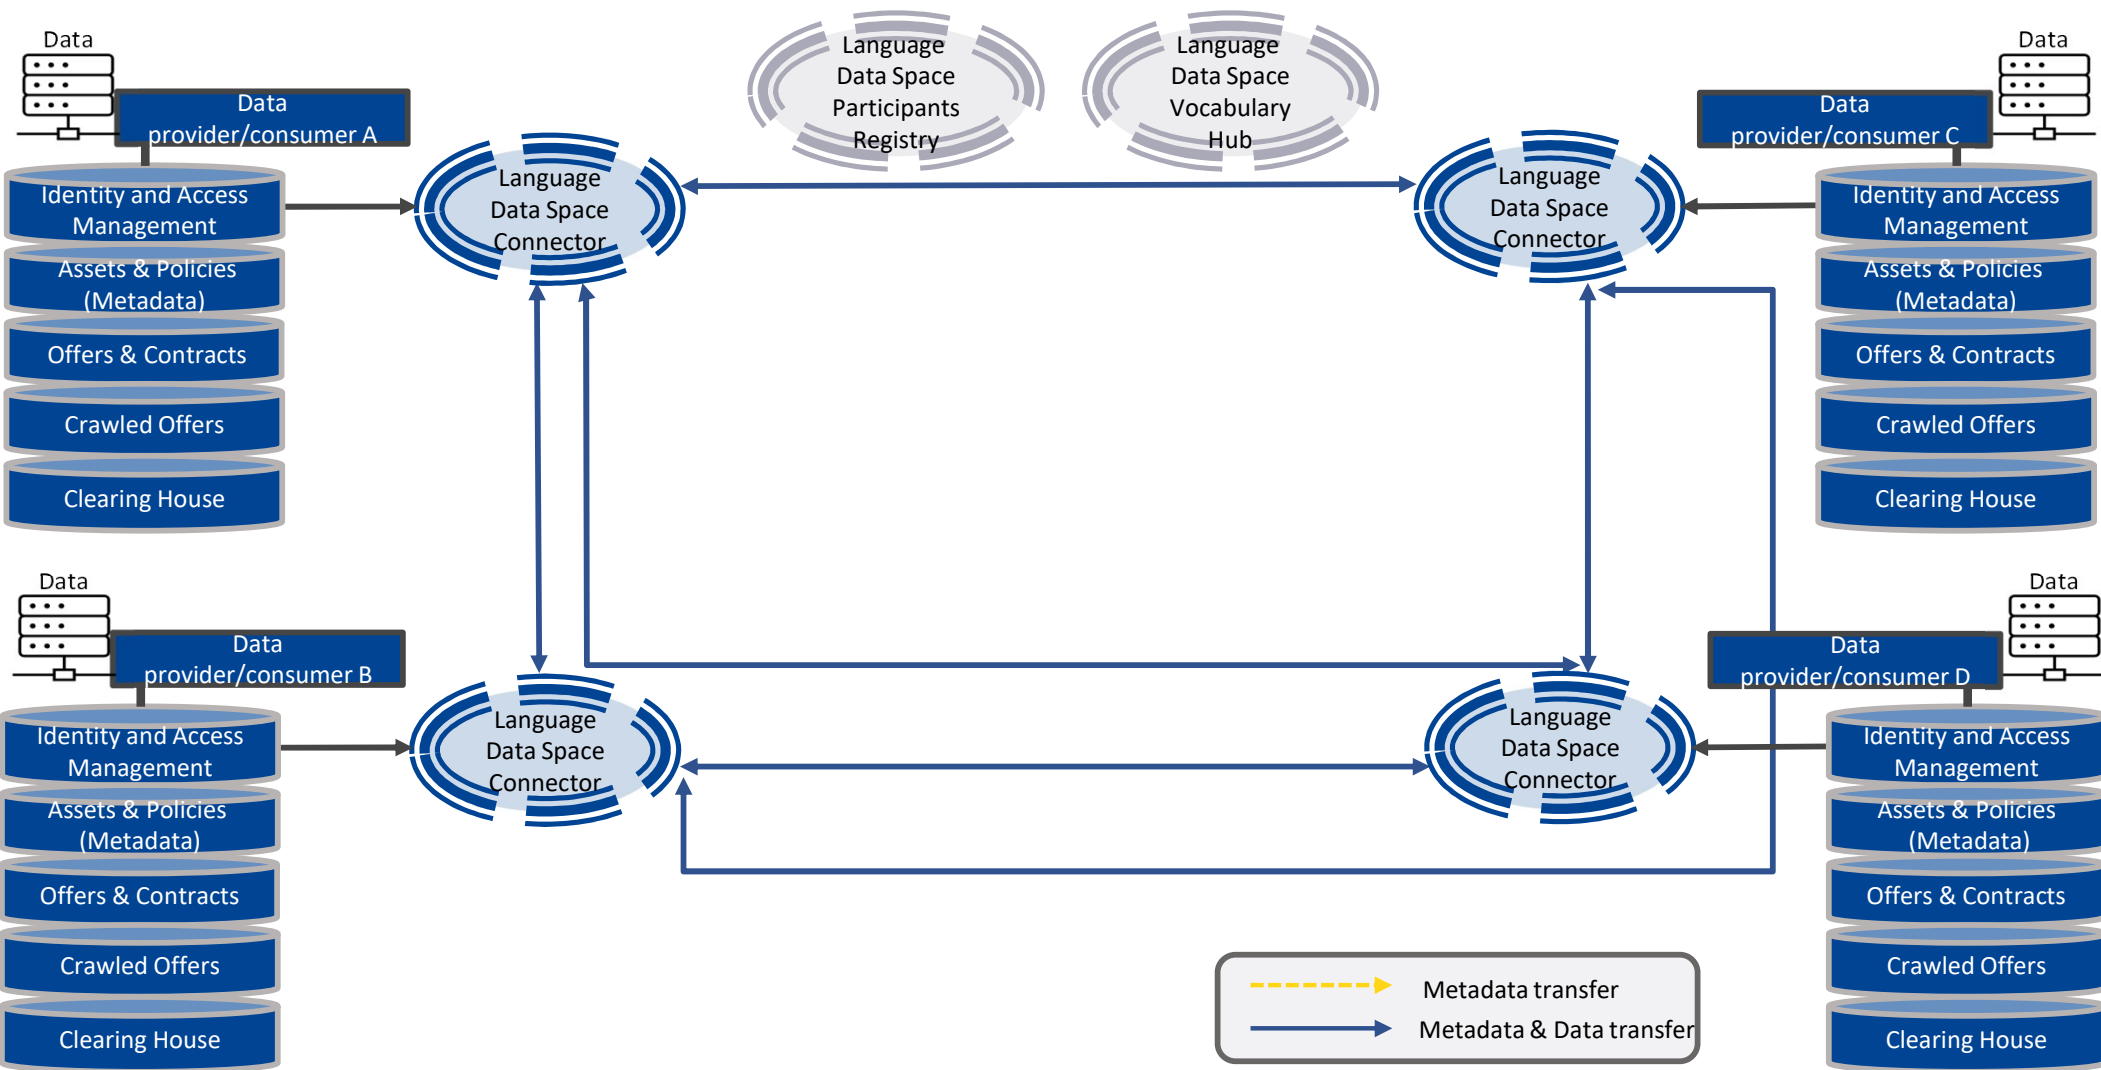 Data
Data
provider/consumer A
Identity and Access
Management
Assets & Policies
(Metadata)
Offers & Contracts
Crawled Offers
Clearing House
Language
Data Space
Connector
Language
Data Space
Participants
Registry
Language
Data Space
Vocabulary
Hub
Language
Data Space
Connector
Data
Data
provider/consumer C
Identity and Access
Management
Assets & Policies
(Metadata)
Offers & Contracts
Crawled Offers
Clearing House
Data
Data
provider/consumer B
Identity and Access
Management
Assets & Policies
(Metadata)
Offers & Contracts
Crawled Offers
Clearing House
Language
Data Space
Connector
Language
Data Space
Connector
Data
Data
provider/consumer D
Identity and Access
Management
Assets & Policies
(Metadata)
Offers & Contracts
Crawled Offers
Clearing House
Metadata transfer
Metadata & Data transfer